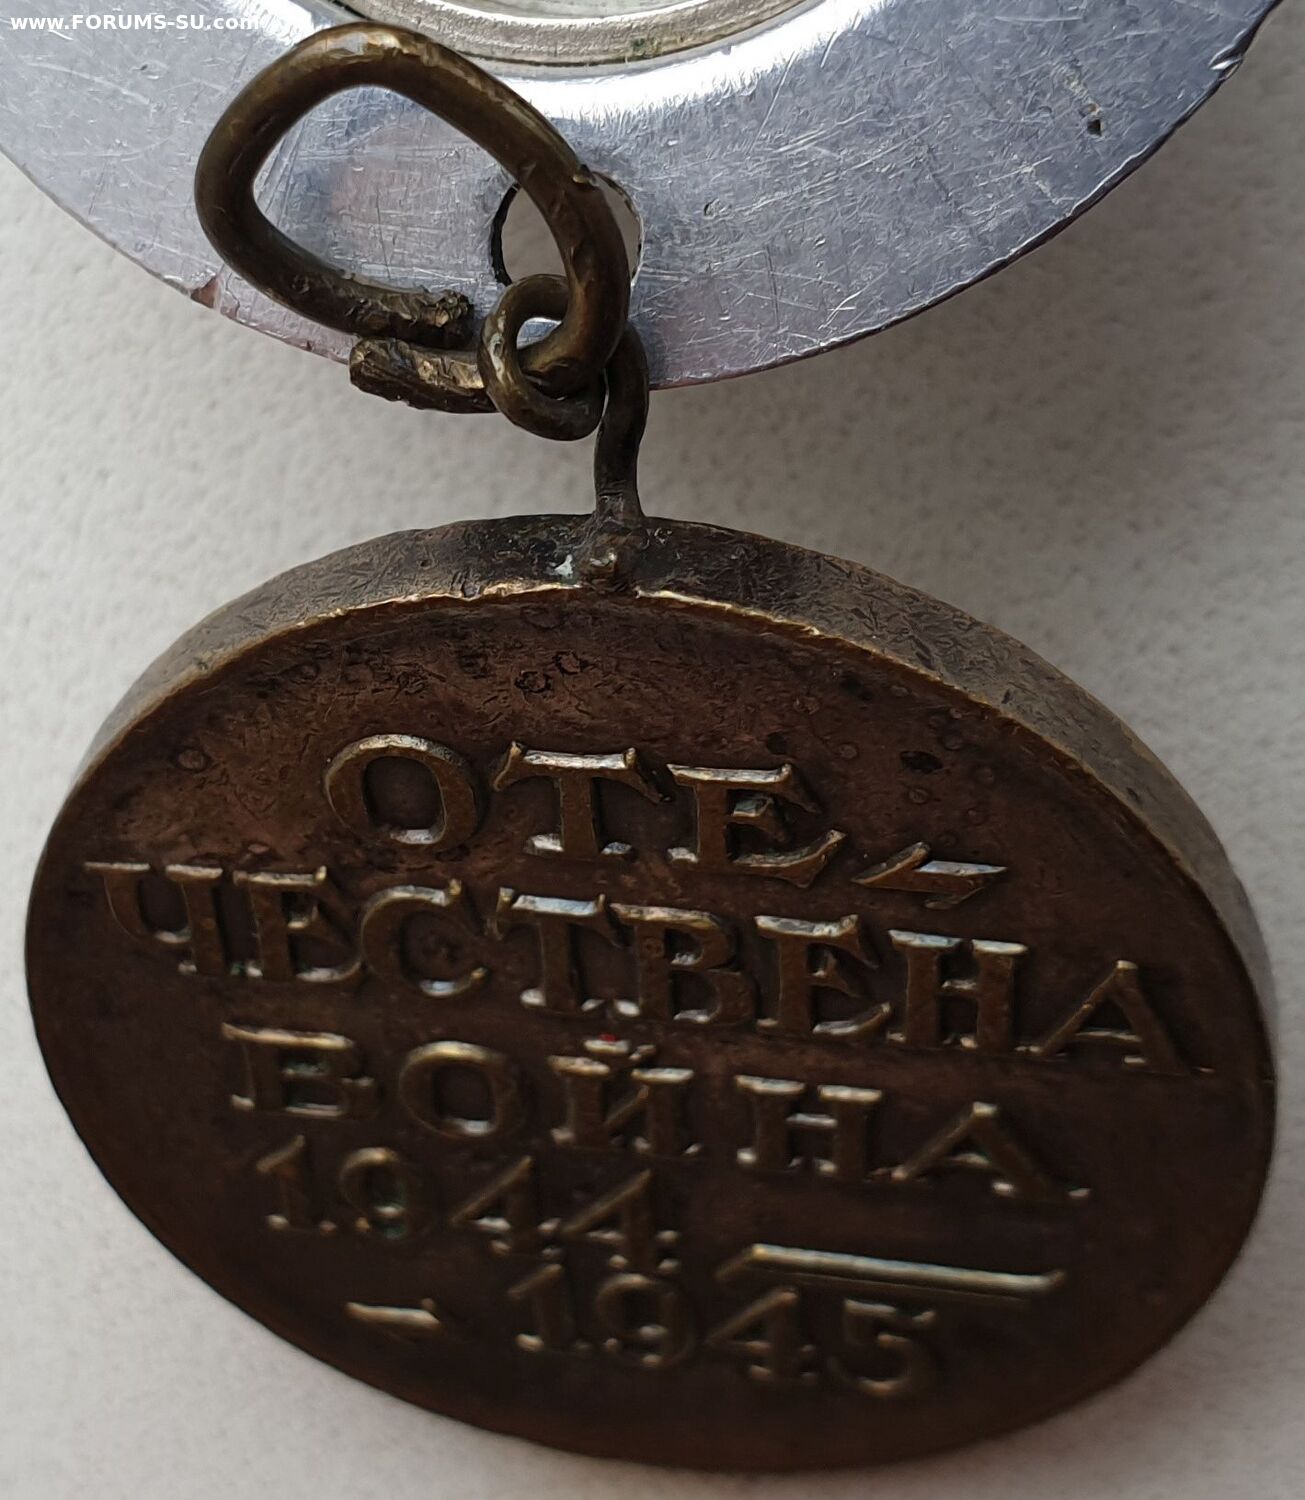 www.FORUMS-SU.com
ОТЕ-
ЧЕСТВЕНА
ВОЙНА
1944
- 1945